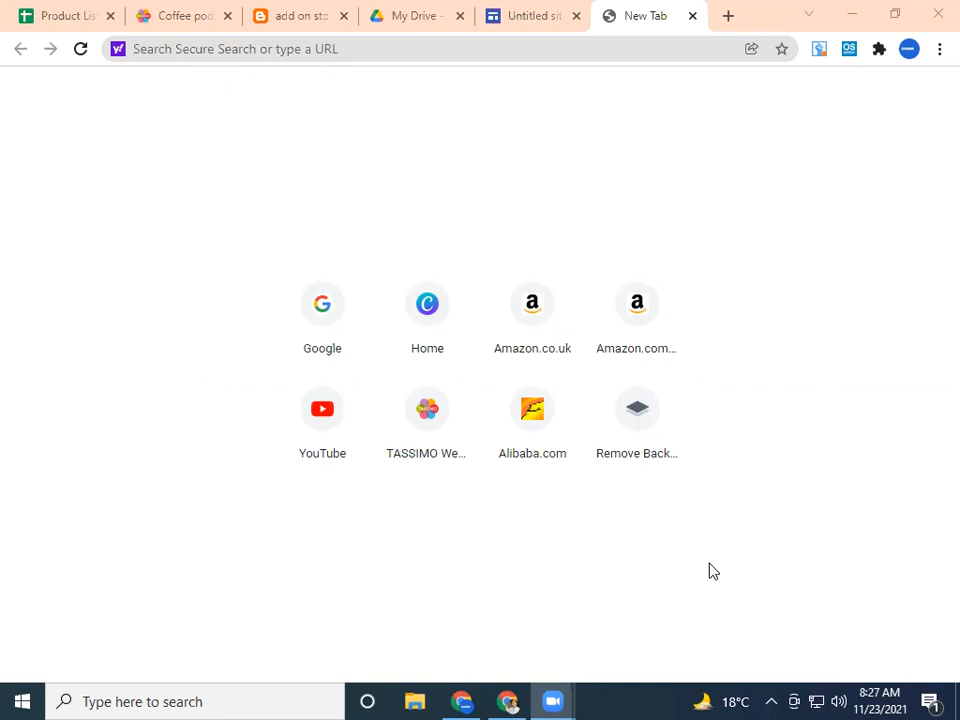 Product Lis
Coffee pod
add on sto
My Drive -
Untitled sit
New Tab
Search Secure Search or type a URL
OS
Google
Home
Amazon.co.uk
Amazon.com...
YouTube
TASSIMO We...
Alibaba.com
Remove Back...
Type here to search
18°C
8:27 AM
11/23/2021
1